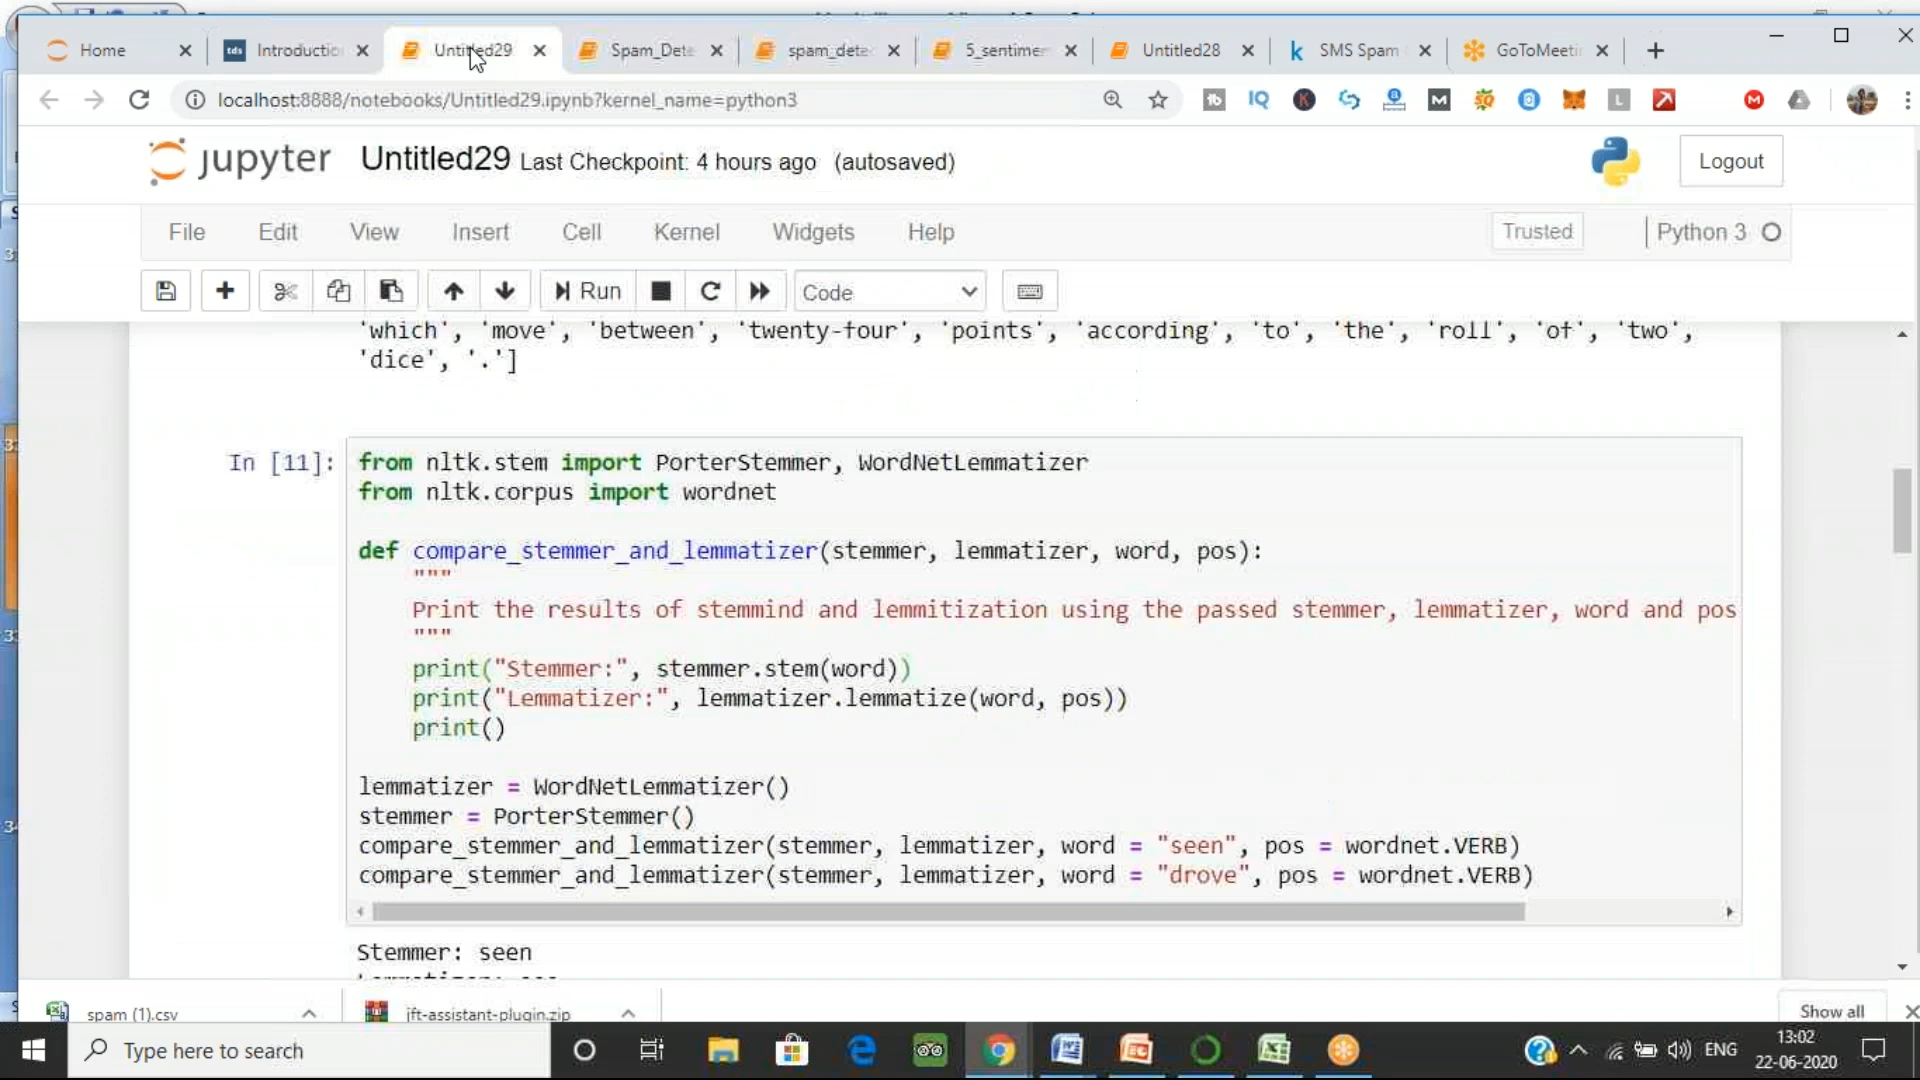 Home
Introductio
Untitled29
Spam_Dete
spam_dete
5_sentimen
Untitled28
SMS Spam
GoToMeeti
localhost:8888/notebooks/Untitled29.ipynb?kernel_name=python3
jupyter Untitled29 Last Checkpoint: 4 hours ago (autosaved)
Logout
File Edit View Insert Cell Kernel Widgets Help
Trusted
Python 3
Run
Code
'which', 'move', 'between', 'twenty-four', 'points', 'according', 'to', 'the', 'roll', 'of', 'two',
'dice', '.']
In [11]:
from nltk.stem import PorterStemmer, WordNetLemmatizer
from nltk.corpus import wordnet
def compare_stemmer_and_lemmatizer(stemmer, lemmatizer, word, pos):
"""
Print the results of stemmind and lemmitization using the passed stemmer, lemmatizer, word and pos
"""
print("Stemmer:", stemmer.stem(word))
print("Lemmatizer:", lemmatizer.lemmatize(word, pos))
print()
lemmatizer = WordNetLemmatizer()
stemmer = PorterStemmer()
compare_stemmer_and_lemmatizer(stemmer, lemmatizer, word = "seen", pos = wordnet.VERB)
compare_stemmer_and_lemmatizer(stemmer, lemmatizer, word = "drove", pos = wordnet.VERB)
Stemmer: seen
spam (1).csv
jft-assistant-plugin.zip
Show all
Type here to search
ENG
13:02
22-06-2020